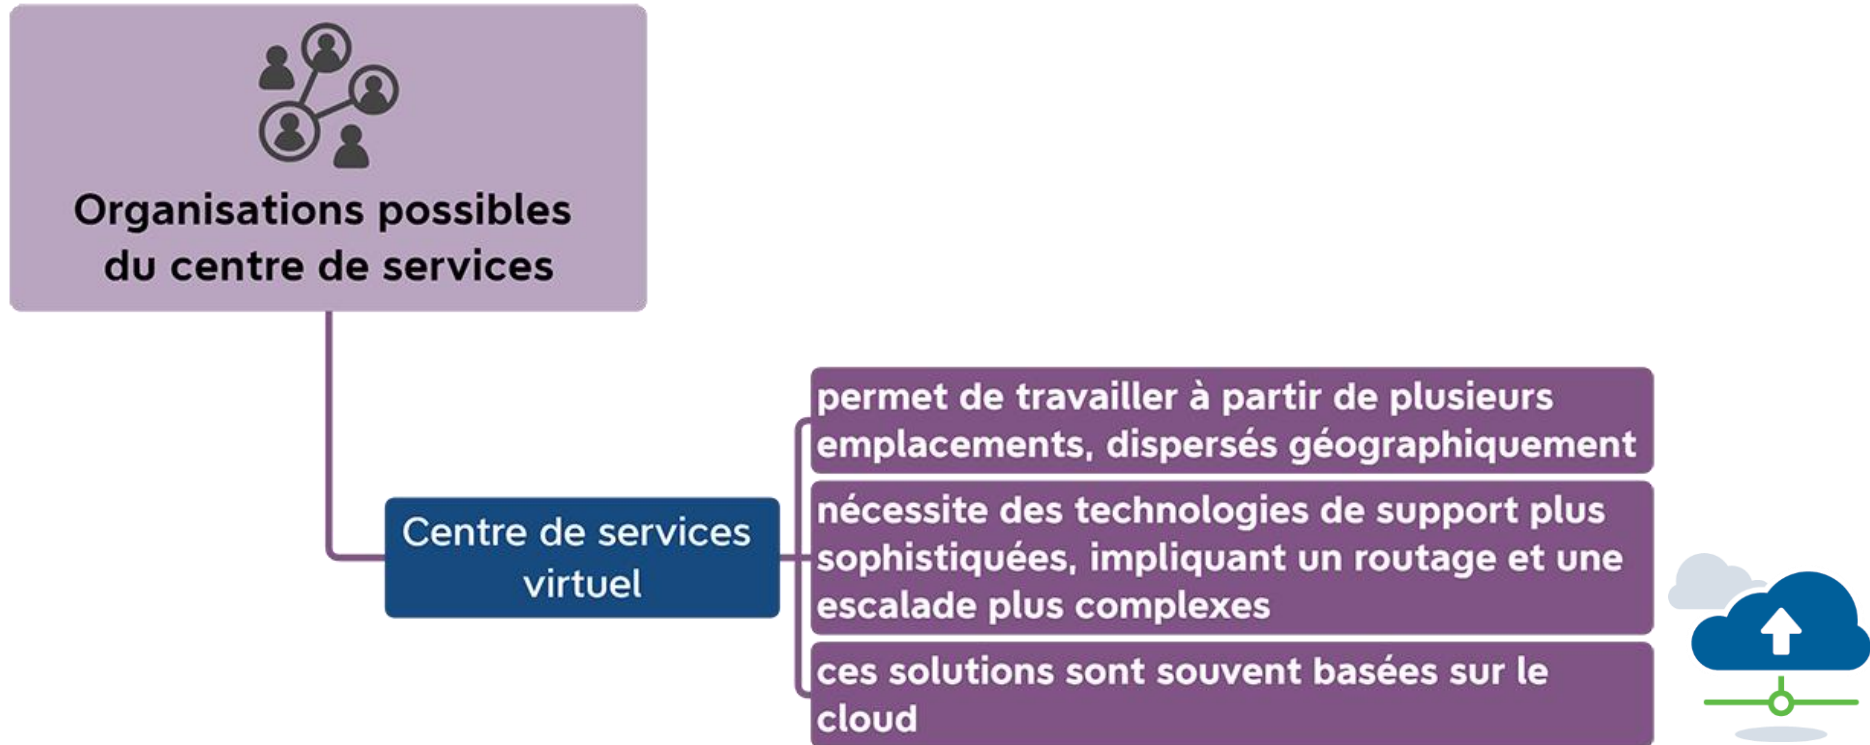 Organisations possibles
du centre de services
Centre de services
virtuel
permet de travailler à partir de plusieurs
emplacements, dispersés géographiquement
nécessite des technologies de support plus
sophistiquées, impliquant un routage et une
escalade plus complexes
ces solutions sont souvent basées sur le
cloud